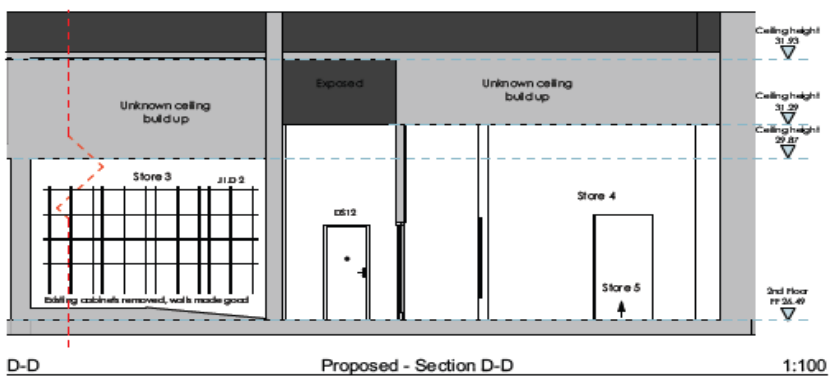 Ceiling height
31.93
Exposed
Unknown ceiling
build up
Unknown ceiling
build up
Ceiling height
31.29
Ceiling height
29.87
Store 3
J1.D 2
Store 4
DS12
Store 5
Existing cabinets removed, walls made good
2nd Floor
FF 26.49
D-D
Proposed - Section D-D
1:100